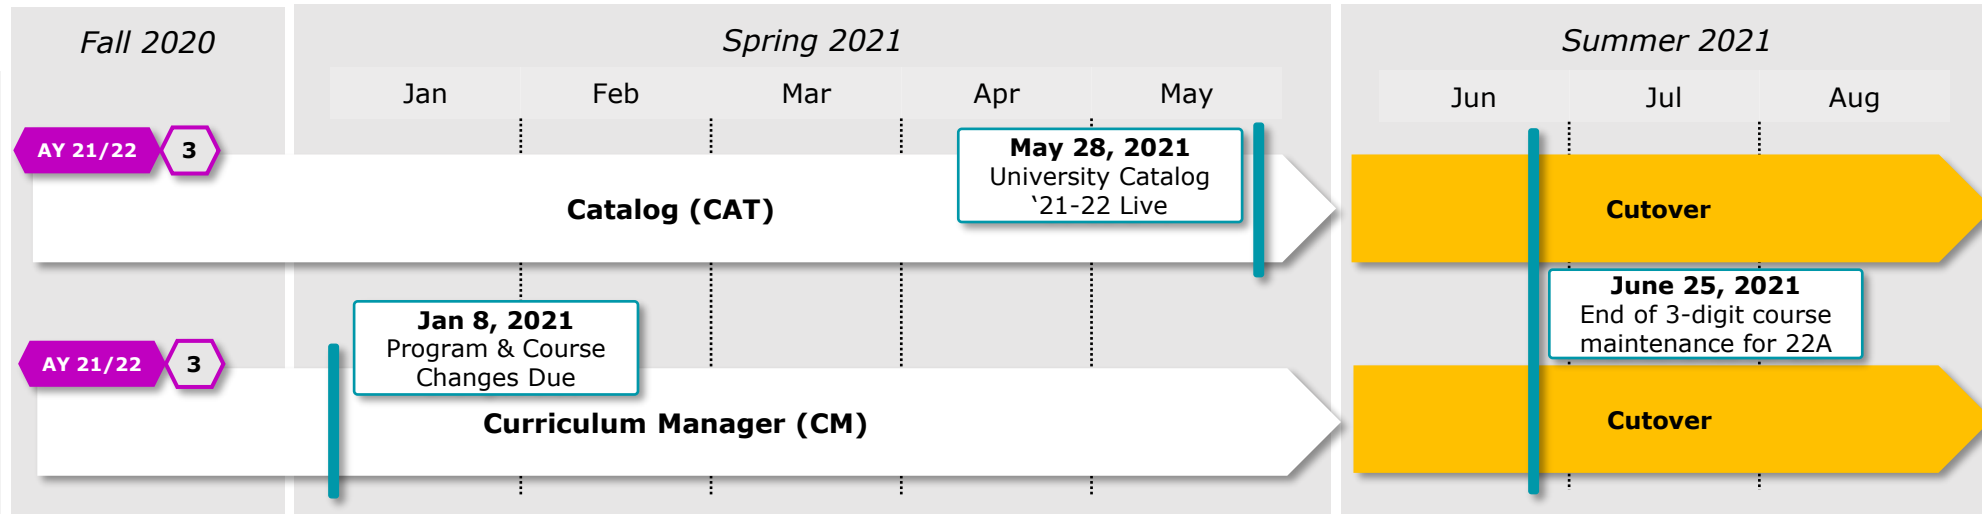 Fall 2020
Spring 2021
Summer 2021
Jan
Feb
Mar
Apr
May
Jun
Jul
Aug
AY 21/22
3
Catalog (CAT)
May 28, 2021
University Catalog
‘21-22 Live
Cutover
Jan 8, 2021
Program & Course
Changes Due
June 25, 2021
End of 3-digit course
maintenance for 22A
AY 21/22
3
Curriculum Manager (CM)
Cutover